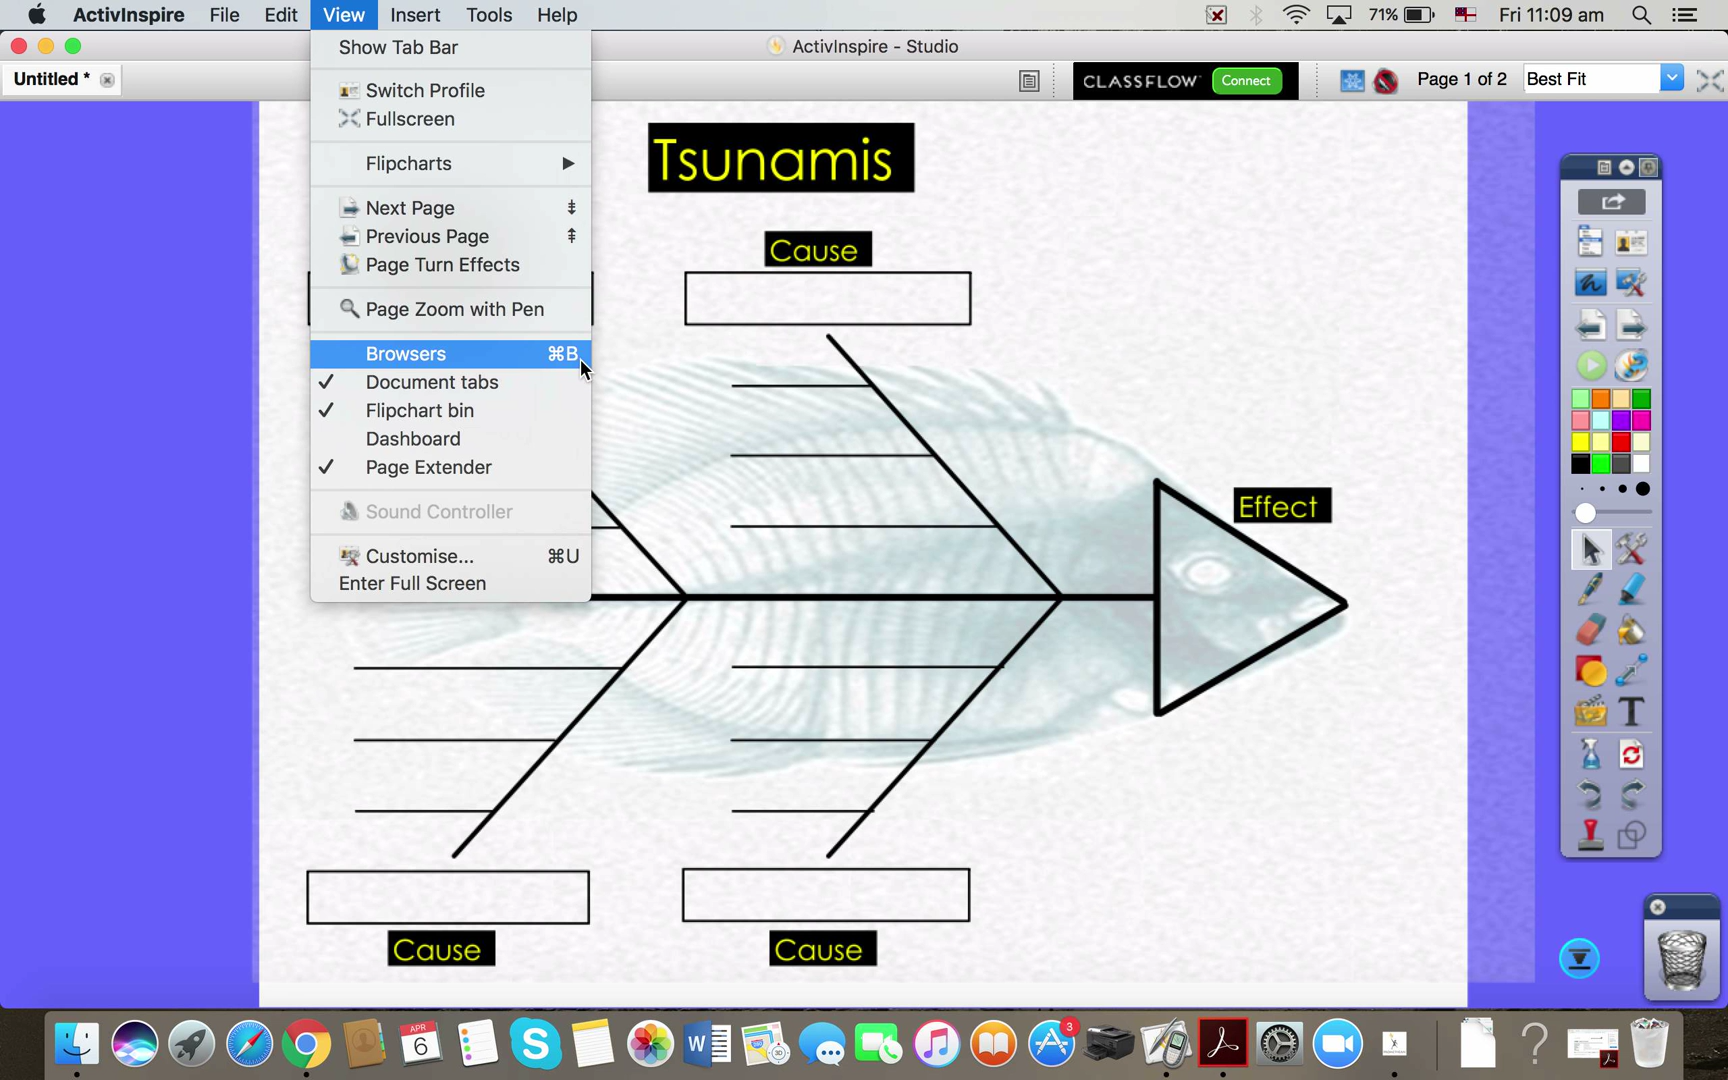 ActivInspire File Edit View Insert Tools Help 71% Fri 11:09 am
ActivInspire - Studio
Untitled * CLASSFLOW Connect Page 1 of 2 Best Fit
Show Tab Bar
Switch Profile
Fullscreen
Flipcharts
Next Page
Previous Page
Page Turn Effects
Page Zoom with Pen
Browsers ⌘B
Document tabs
Flipchart bin
Dashboard
Page Extender
Sound Controller
Customise... ⌘U
Enter Full Screen
Tsunamis
Cause
Effect
Cause
Cause
T
APR
6
S
W
3D
3
?